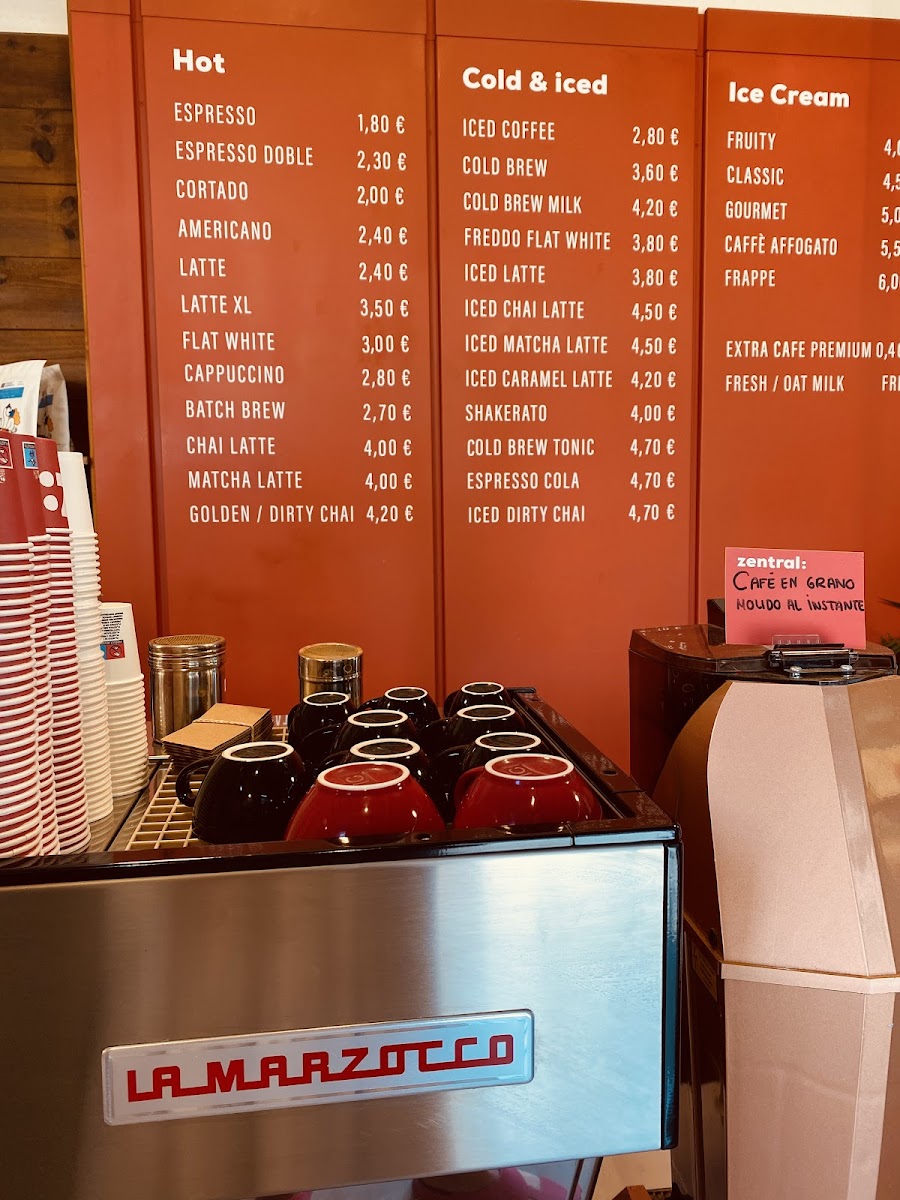 Hot
ESPRESSO 1,80 €
ESPRESSO DOBLE 2,30 €
CORTADO 2,00 €
AMERICANO 2,40 €
LATTE 2,40 €
LATTE XL 3,50 €
FLAT WHITE 3,00 €
CAPPUCCINO 2,80 €
BATCH BREW 2,70 €
CHAI LATTE 4,00 €
MATCHA LATTE 4,00 €
GOLDEN / DIRTY CHAI 4,20 €
Cold & iced
ICED COFFEE 2,80 €
COLD BREW 3,60 €
COLD BREW MILK 4,20 €
FREDDO FLAT WHITE 3,80 €
ICED LATTE 3,80 €
ICED CHAI LATTE 4,50 €
ICED MATCHA LATTE 4,50 €
ICED CARAMEL LATTE 4,20 €
SHAKERATO 4,00 €
COLD BREW TONIC 4,70 €
ESPRESSO COLA 4,70 €
ICED DIRTY CHAI 4,70 €
Ice Cream
FRUITY
CLASSIC
GOURMET
CAFFÈ AFFOGATO
FRAPPE
EXTRA CAFE PREMIUM
FRESH / OAT MILK
zentral:
CAFÉ EN GRANO
MOLIDO AL INSTANTE
LA MARZOCCO